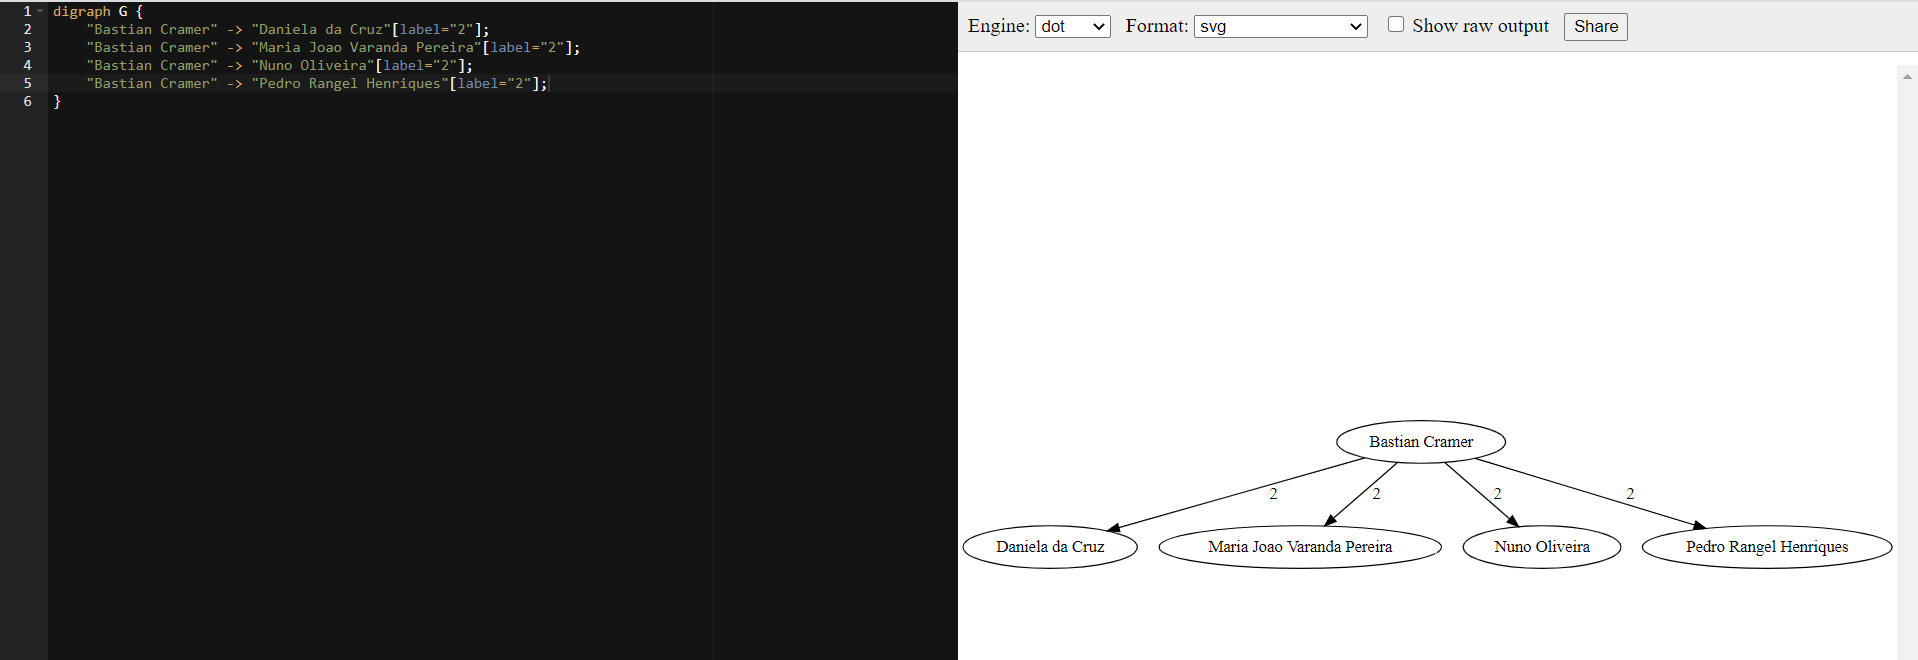 1 digraph G {
2 "Bastian Cramer" -> "Daniela da Cruz"[label="2"];
3 "Bastian Cramer" -> "Maria Joao Varanda Pereira"[label="2"];
4 "Bastian Cramer" -> "Nuno Oliveira"[label="2"];
5 "Bastian Cramer" -> "Pedro Rangel Henriques"[label="2"];
6 }
Engine: dot Format: svg Show raw output Share
Bastian Cramer
2 2 2 2
Daniela da Cruz Maria Joao Varanda Pereira Nuno Oliveira Pedro Rangel Henriques